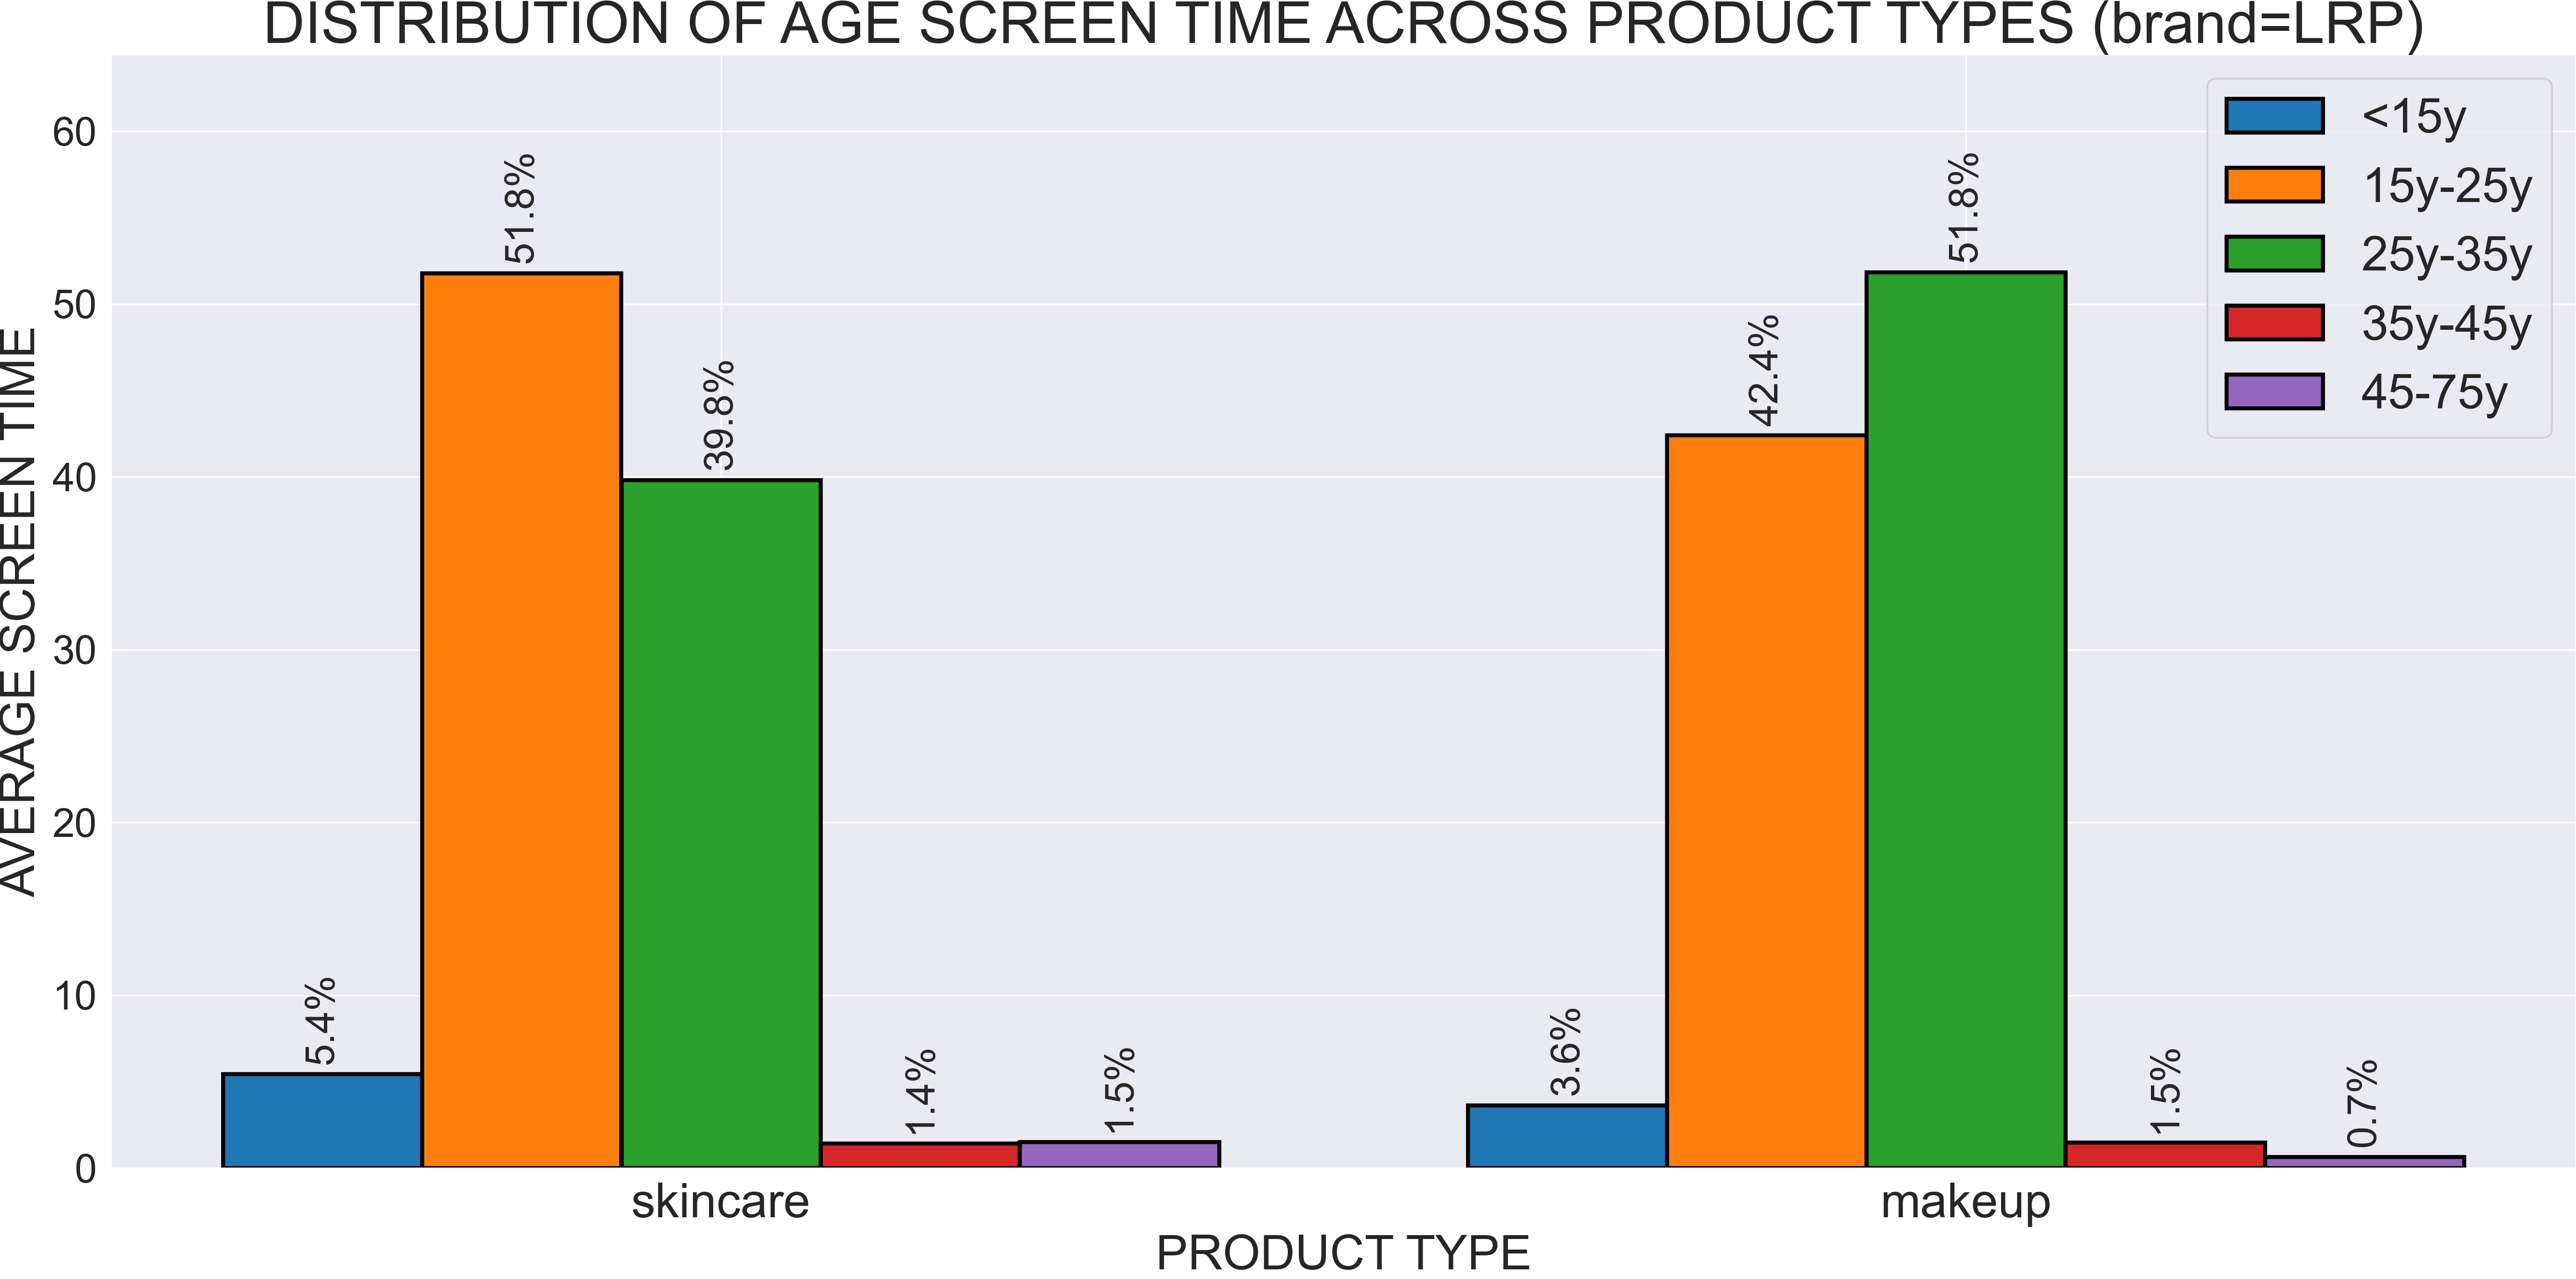 DISTRIBUTION OF AGE SCREEN TIME ACROSS PRODUCT TYPES (brand=LRP)
AVERAGE SCREEN TIME
60
50
40
30
20
10
0
5.4%
51.8%
39.8%
1.4%
1.5%
3.6%
42.4%
51.8%
1.5%
0.7%
<15y
15y-25y
25y-35y
35y-45y
45-75y
skincare
makeup
PRODUCT TYPE